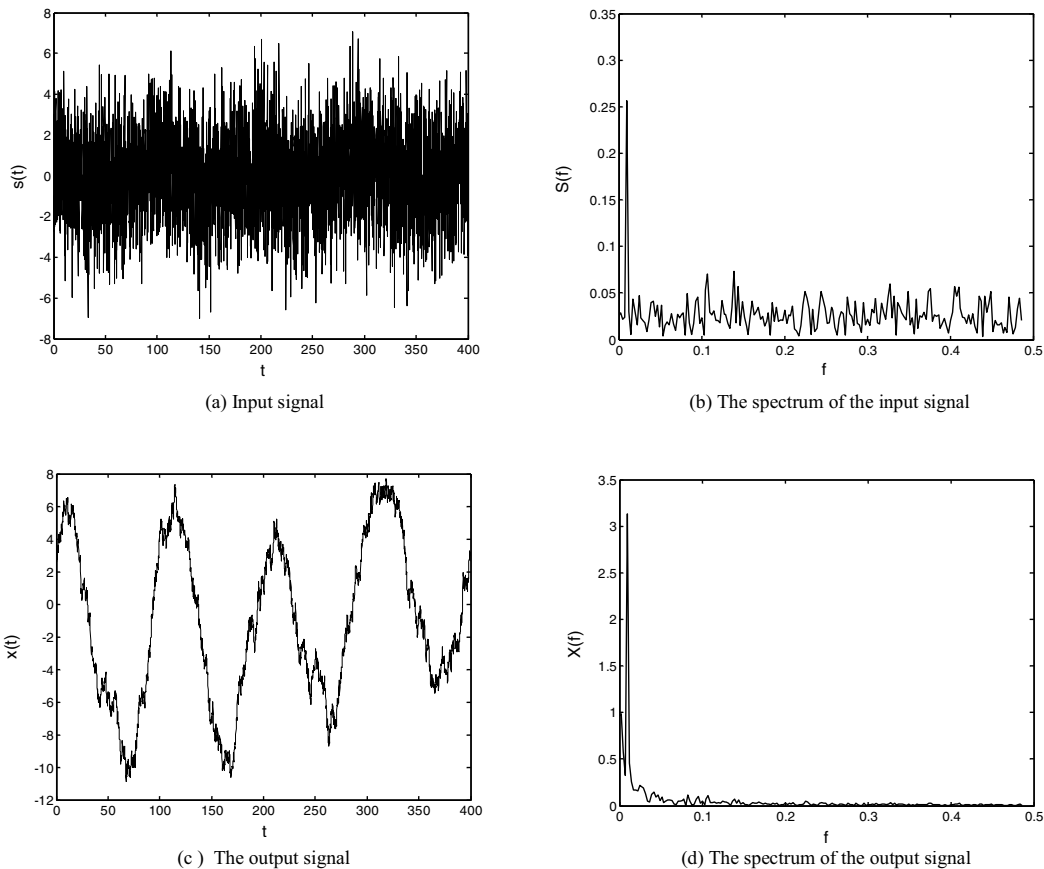 8
6
4
2
0
-2
-4
-6
-8
s(t)
0 50 100 150 200 250 300 350 400
t
(a) Input signal
0.35
0.3
0.25
0.2
0.15
0.1
0.05
0
S(f)
0 0.1 0.2 0.3 0.4 0.5
f
(b) The spectrum of the input signal
8
6
4
2
0
-2
-4
-6
-8
-10
-12
x(t)
0 50 100 150 200 250 300 350 400
t
(c ) The output signal
3.5
3
2.5
2
1.5
1
0.5
0
X(f)
0 0.1 0.2 0.3 0.4 0.5
f
(d) The spectrum of the output signal